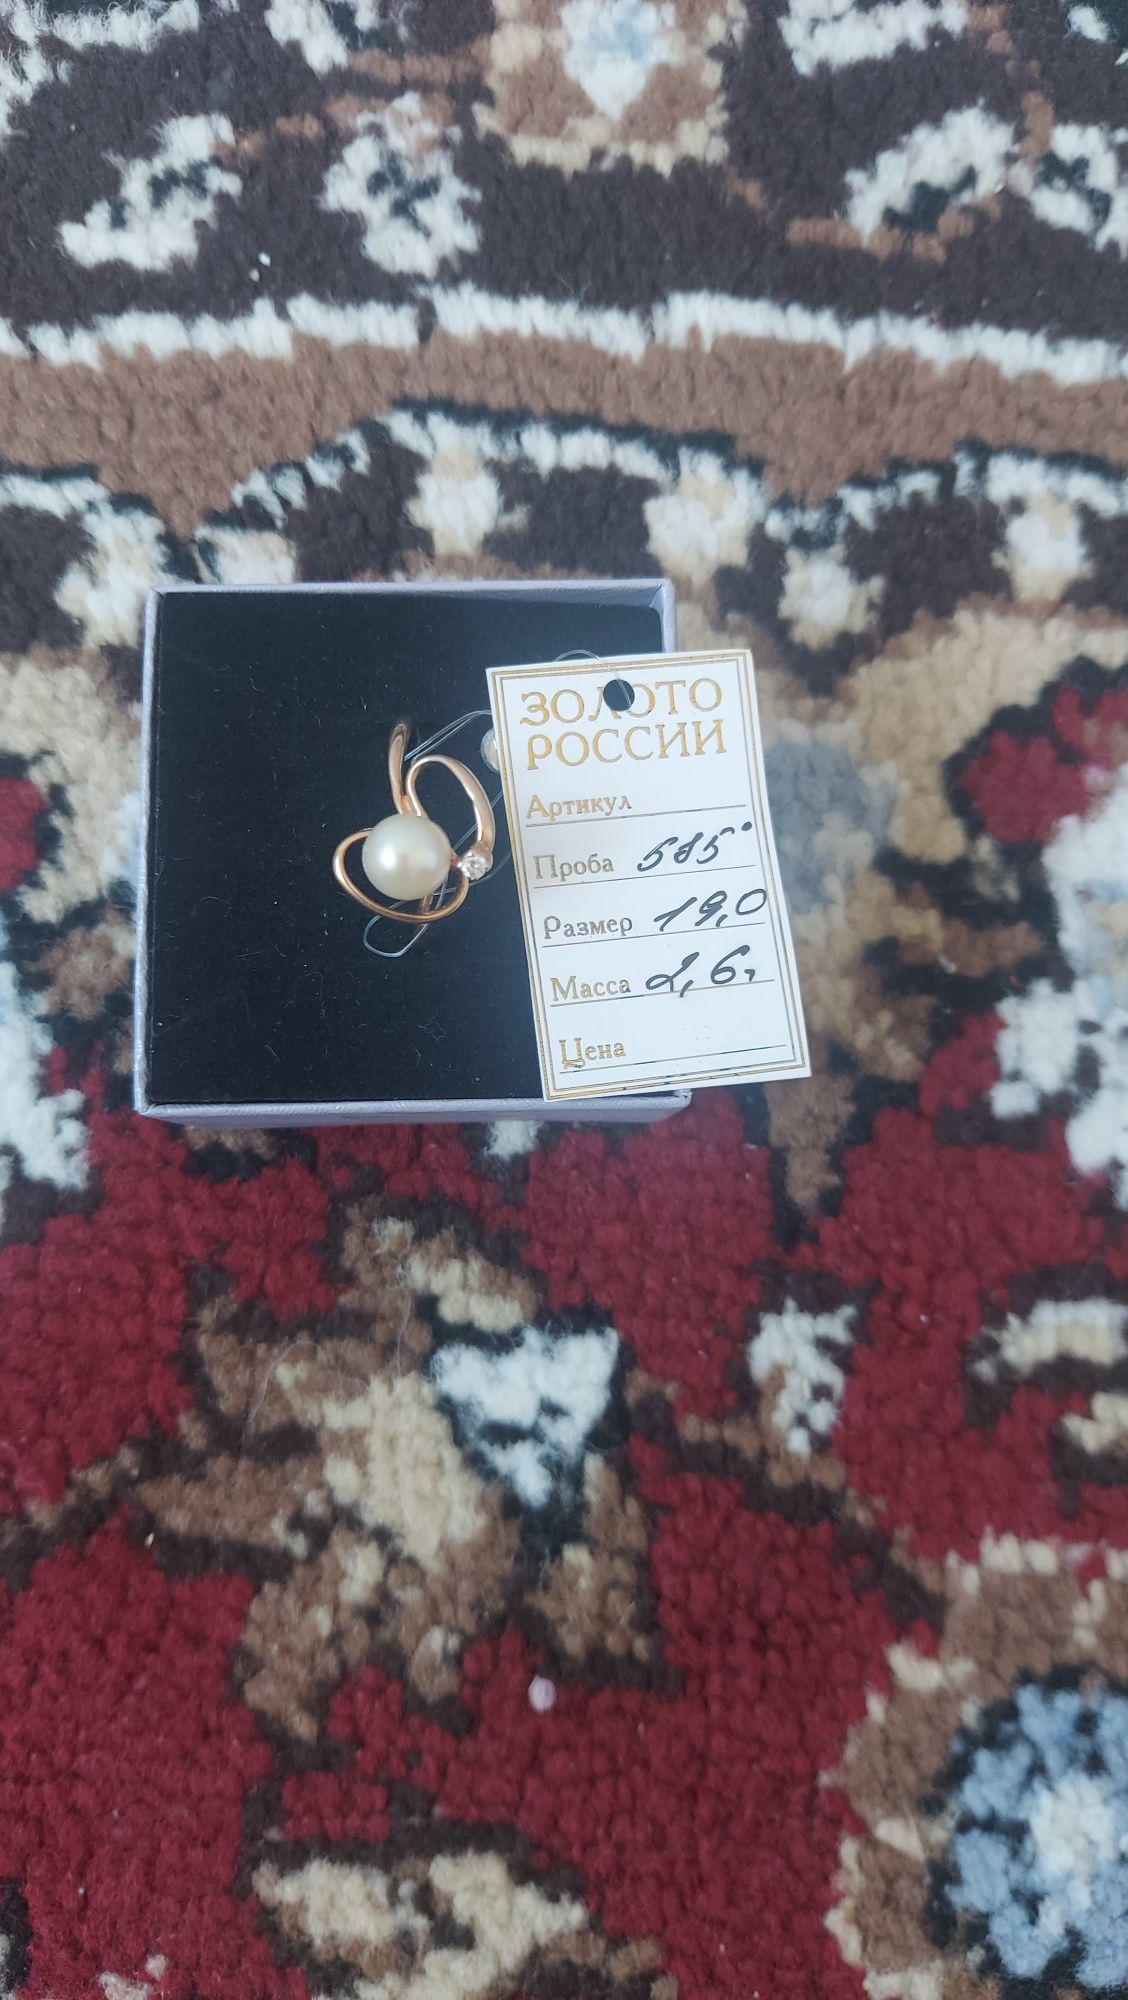 ЗОЛОТО
РОССИИ
Артикул
Проба 585°
Размер 19,0
Масса 2,6г
Цена